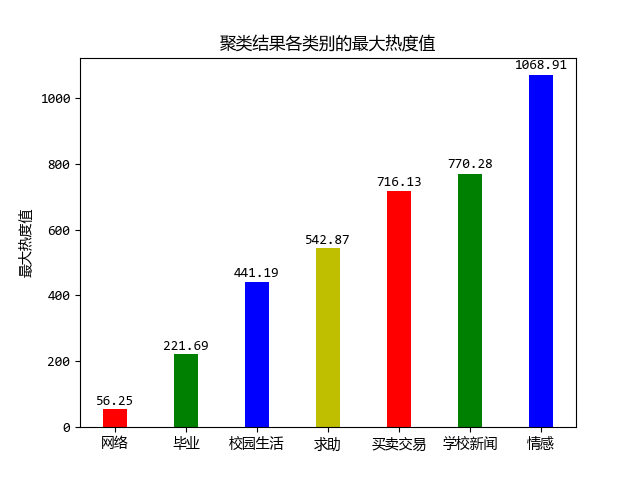 聚类结果各类别的最大热度值
最大热度值
1000
800
600
400
200
0
56.25
221.69
441.19
542.87
716.13
770.28
1068.91
网络
毕业
校园生活
求助
买卖交易
学校新闻
情感